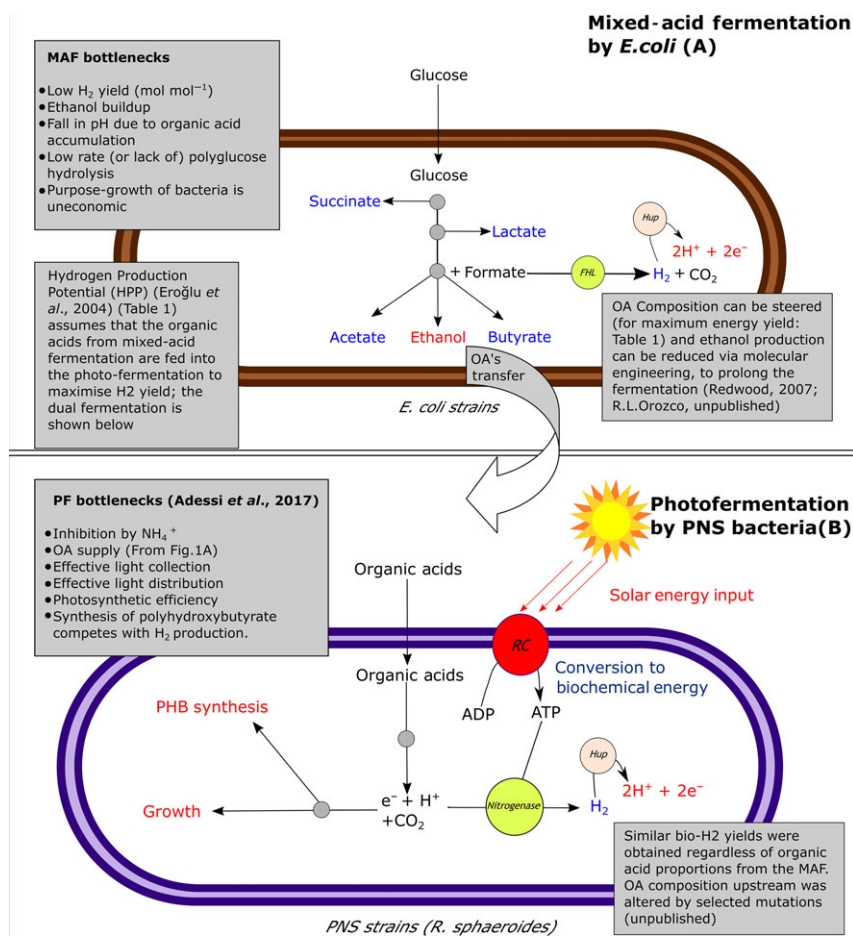 Mixed-acid fermentation
by E.coli (A)
MAF bottlenecks
●Low H₂ yield (mol mol⁻¹)
●Ethanol buildup
●Fall in pH due to organic acid
accumulation
●Low rate (or lack of) polyglucose
hydrolysis
●Purpose-growth of bacteria is
uneconomic
Glucose
Glucose
Succinate
Lactate
+ Formate
FHL
Hup
2H⁺ + 2e⁻
H₂ + CO₂
Acetate
Ethanol
Butyrate
Hydrogen Production
Potential (HPP) (Eroğlu et
al., 2004) (Table 1)
assumes that the organic
acids from mixed-acid
fermentation are fed into
the photo-fermentation to
maximise H2 yield; the
dual fermentation is
shown below
OA Composition can be steered
(for maximum energy yield:
Table 1) and ethanol production
can be reduced via molecular
engineering, to prolong the
fermentation (Redwood, 2007;
R.L.Orozco, unpublished)
OA's
transfer
E. coli strains
PF bottlenecks (Adessi et al., 2017)
●Inhibition by NH₄⁺
●OA supply (From Fig.1A)
●Effective light collection
●Effective light distribution
●Photosynthetic efficiency
●Synthesis of polyhydroxybutyrate
competes with H₂ production.
Photofermentation
by PNS bacteria(B)
Solar energy input
Organic acids
Organic acids
RC
Conversion to
biochemical energy
ADP
ATP
PHB synthesis
Growth
e⁻ + H⁺
+CO₂
Nitrogenase
Hup
H₂
2H⁺ + 2e⁻
Similar bio-H2 yields were
obtained regardless of organic
acid proportions from the MAF.
OA composition upstream was
altered by selected mutations
(unpublished)
PNS strains (R. sphaeroides)